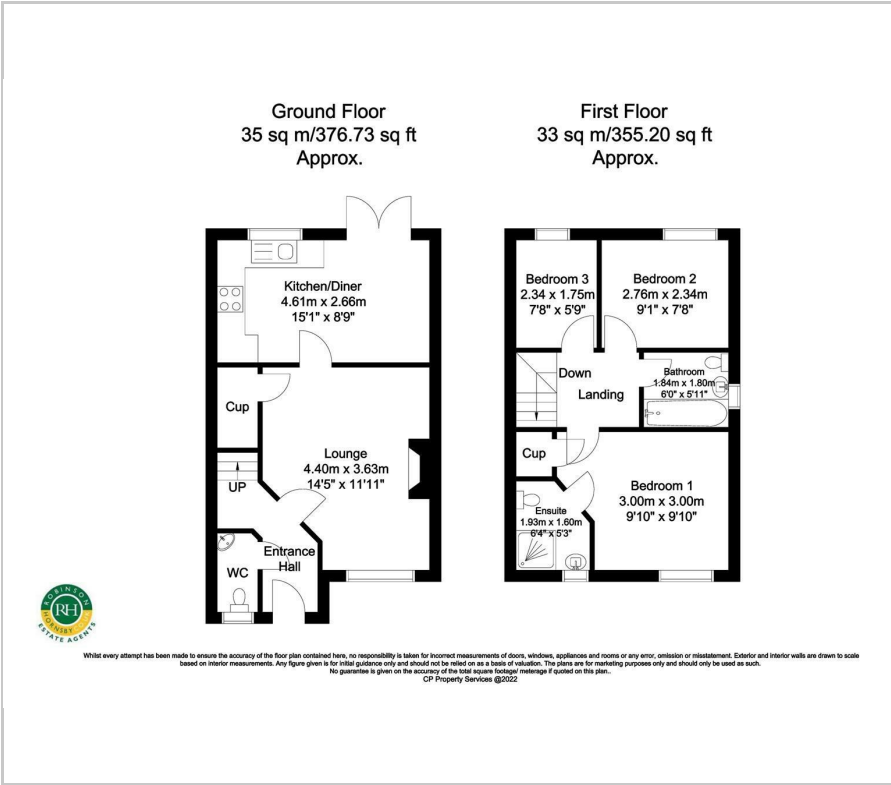 Ground Floor
35 sq m/376.73 sq ft
Approx.
First Floor
33 sq m/355.20 sq ft
Approx.
Kitchen/Diner
4.61m x 2.66m
15'1" x 8'9"
Cup
Lounge
4.40m x 3.63m
14'5" x 11'11"
UP
Entrance
Hall
WC
Bedroom 3
2.34 x 1.75m
7'8" x 5'9"
Bedroom 2
2.76m x 2.34m
9'1" x 7'8"
Down
Landing
Bathroom
1.84m x 1.80m
6'0" x 5'11"
Cup
Bedroom 1
3.00m x 3.00m
9'10" x 9'10"
Ensuite
1.93m x 1.60m
6'4" x 5'3"
ROBINSON
RH
HORNSBY
ESTATE AGENTS
Whilst every attempt has been made to ensure the accuracy of the floor plan contained here, no responsibility is taken for incorrect measurements of doors, windows, appliances and rooms or any error, omission or misstatement. Exterior and interior walls are drawn to scale
based on interior measurements. Any figure given is for initial guidance only and should not be relied on as a basis of valuation. The plans are for marketing purposes only and should only be used as such.
No guarantee is given on the accuracy of the total square footage/ meterage if quoted on this plan..
CP Property Services @2022